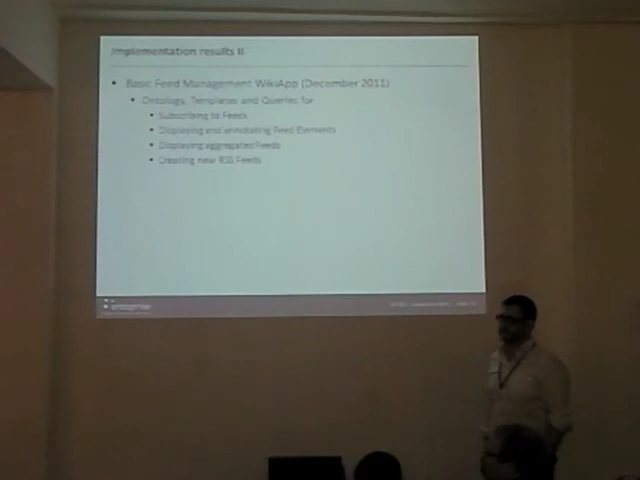 Implementation results II
▪ Basic Feed Management WikiApp (December 2011)
▪ Ontology, Templates and Queries for
▪ Subscribing to Feeds
▪ Displaying and annotating Feed Elements
▪ Displaying aggregated Feeds
▪ Creating new RSS Feeds